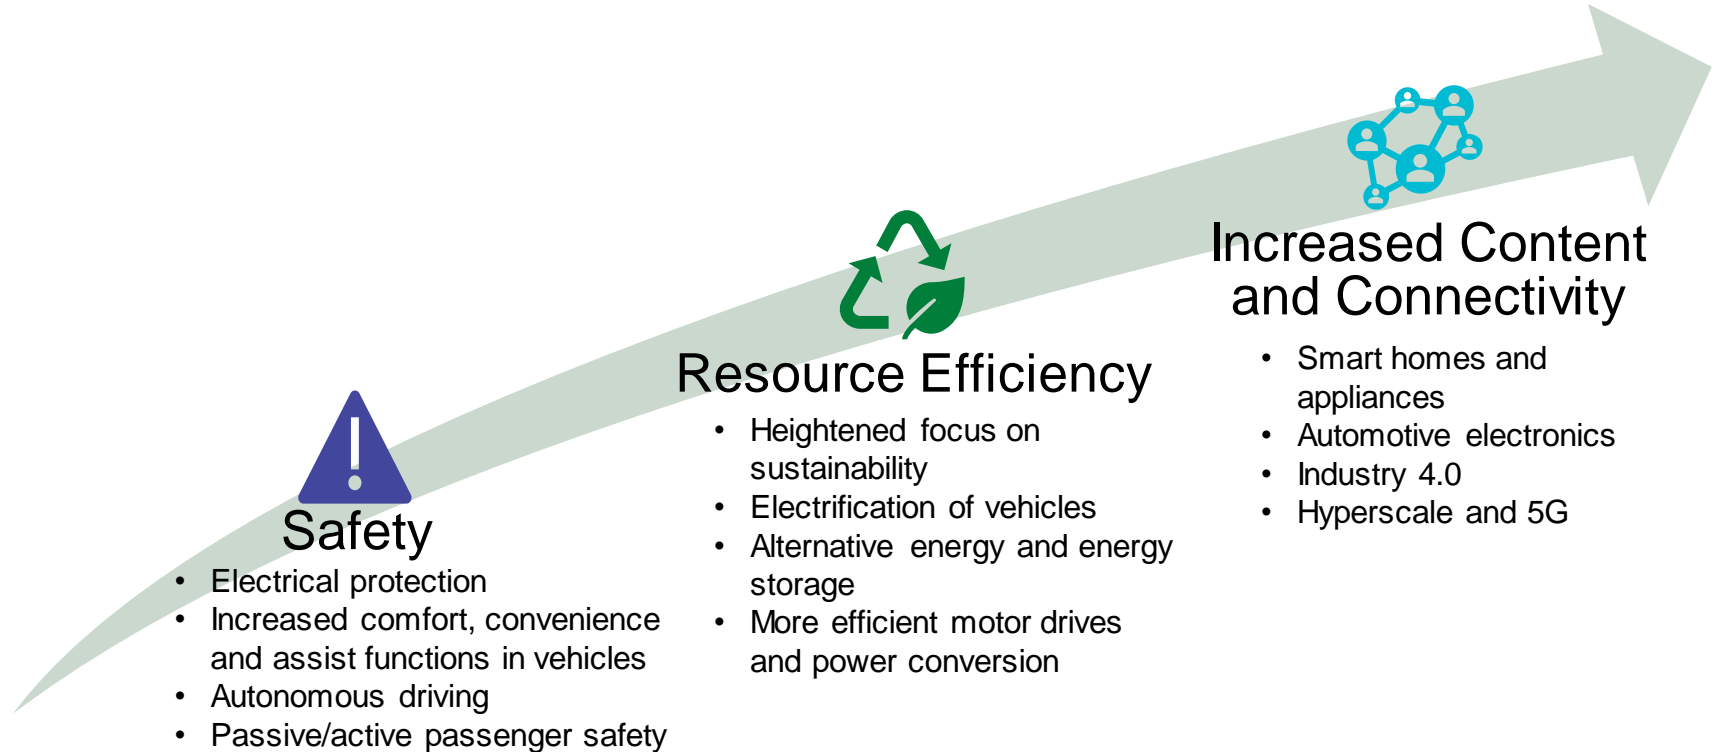 Safety
• Electrical protection
• Increased comfort, convenience
and assist functions in vehicles
• Autonomous driving
• Passive/active passenger safety
Resource Efficiency
• Heightened focus on
sustainability
• Electrification of vehicles
• Alternative energy and energy
storage
• More efficient motor drives
and power conversion
Increased Content
and Connectivity
• Smart homes and
appliances
• Automotive electronics
• Industry 4.0
• Hyperscale and 5G